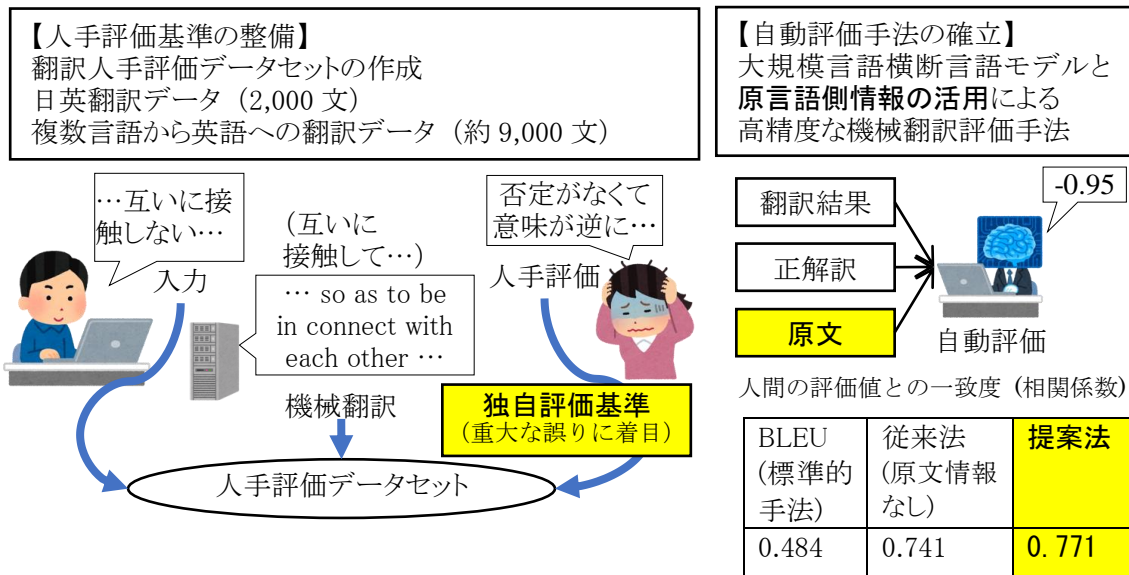 【人手評価基準の整備】
翻訳人手評価データセットの作成
日英翻訳データ (2,000 文)
複数言語から英語への翻訳データ (約 9,000 文)
…互いに接
触しない…
入力
(互いに
接触して…)
… so as to be
in connect with
each other …
機械翻訳
否定がなくて
意味が逆に…
人手評価
独自評価基準
(重大な誤りに着目)
人手評価データセット
【自動評価手法の確立】
大規模言語横断言語モデルと
原言語側情報の活用による
高精度な機械翻訳評価手法
翻訳結果
正解訳
原文
-0.95
自動評価
人間の評価値との一致度 (相関係数)
BLEU
(標準的
手法)
従来法
(原文情報
なし)
提案法
0.484
0.741
0.771